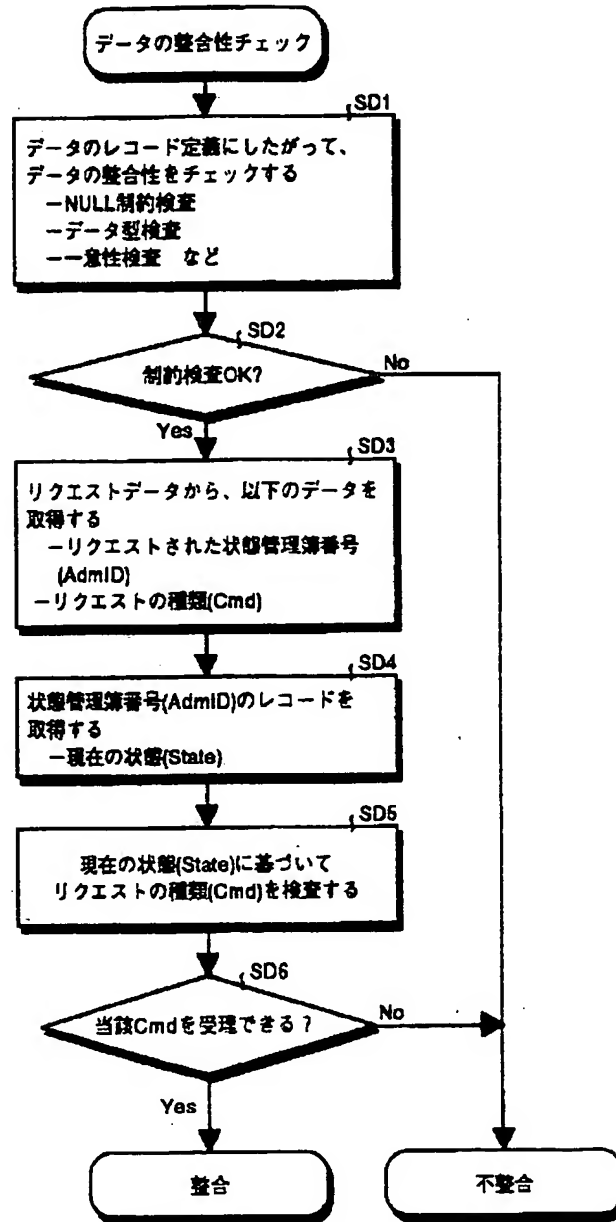 データの整合性チェック
SD1
データのレコード定義にしたがって、
データの整合性をチェックする
ーNULL制約検査
ーデータ型検査
ー一意性検査　など
SD2
制約検査OK?
No
Yes
SD3
リクエストデータから、以下のデータを
取得する
ーリクエストされた状態管理簿番号
(AdmID)
ーリクエストの種類(Cmd)
SD4
状態管理簿番号(AdmID)のレコードを
取得する
ー現在の状態(State)
SD5
現在の状態(State)に基づいて
リクエストの種類(Cmd)を検査する
SD6
当該Cmdを受理できる？
No
Yes
整合
不整合